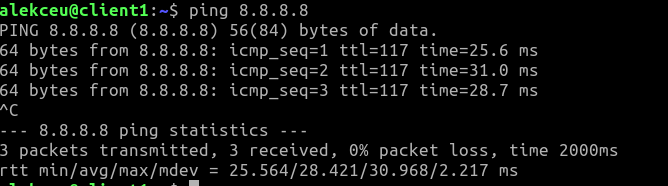 alekceu@client1:~$ ping 8.8.8.8
PING 8.8.8.8 (8.8.8.8) 56(84) bytes of data.
64 bytes from 8.8.8.8: icmp_seq=1 ttl=117 time=25.6 ms
64 bytes from 8.8.8.8: icmp_seq=2 ttl=117 time=31.0 ms
64 bytes from 8.8.8.8: icmp_seq=3 ttl=117 time=28.7 ms
^C
--- 8.8.8.8 ping statistics ---
3 packets transmitted, 3 received, 0% packet loss, time 2000ms
rtt min/avg/max/mdev = 25.564/28.421/30.968/2.217 ms
alekceu@client1:~$